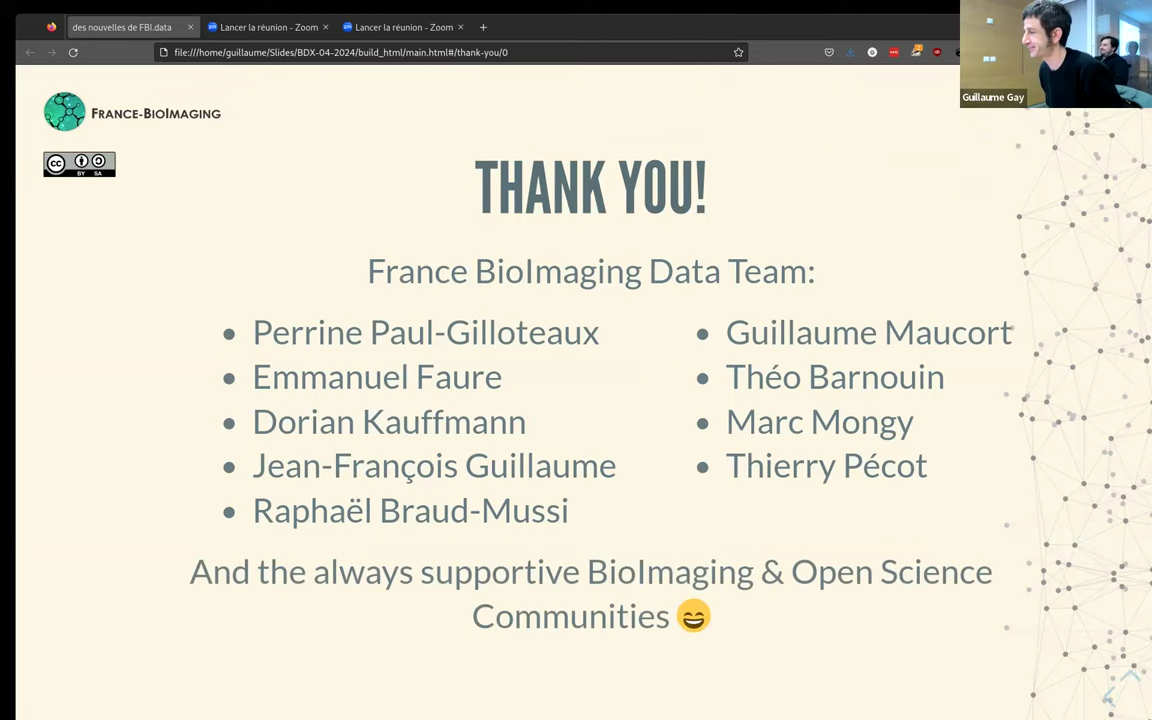 des nouvelles de FBI.data
Lancer la réunion - Zoom
Lancer la réunion - Zoom
file:///home/guillaume/Slides/BDX-04-2024/build_html/main.html#/thank-you/0
Guillaume Gay
FRANCE-BIOIMAGING
CC BY SA
THANK YOU!
France BioImaging Data Team:
Perrine Paul-Gilloteaux
Emmanuel Faure
Dorian Kauffmann
Jean-François Guillaume
Raphaël Braud-Mussi
Guillaume Maucort
Théo Barnouin
Marc Mongy
Thierry Pécot
And the always supportive BioImaging & Open Science
Communities 😄